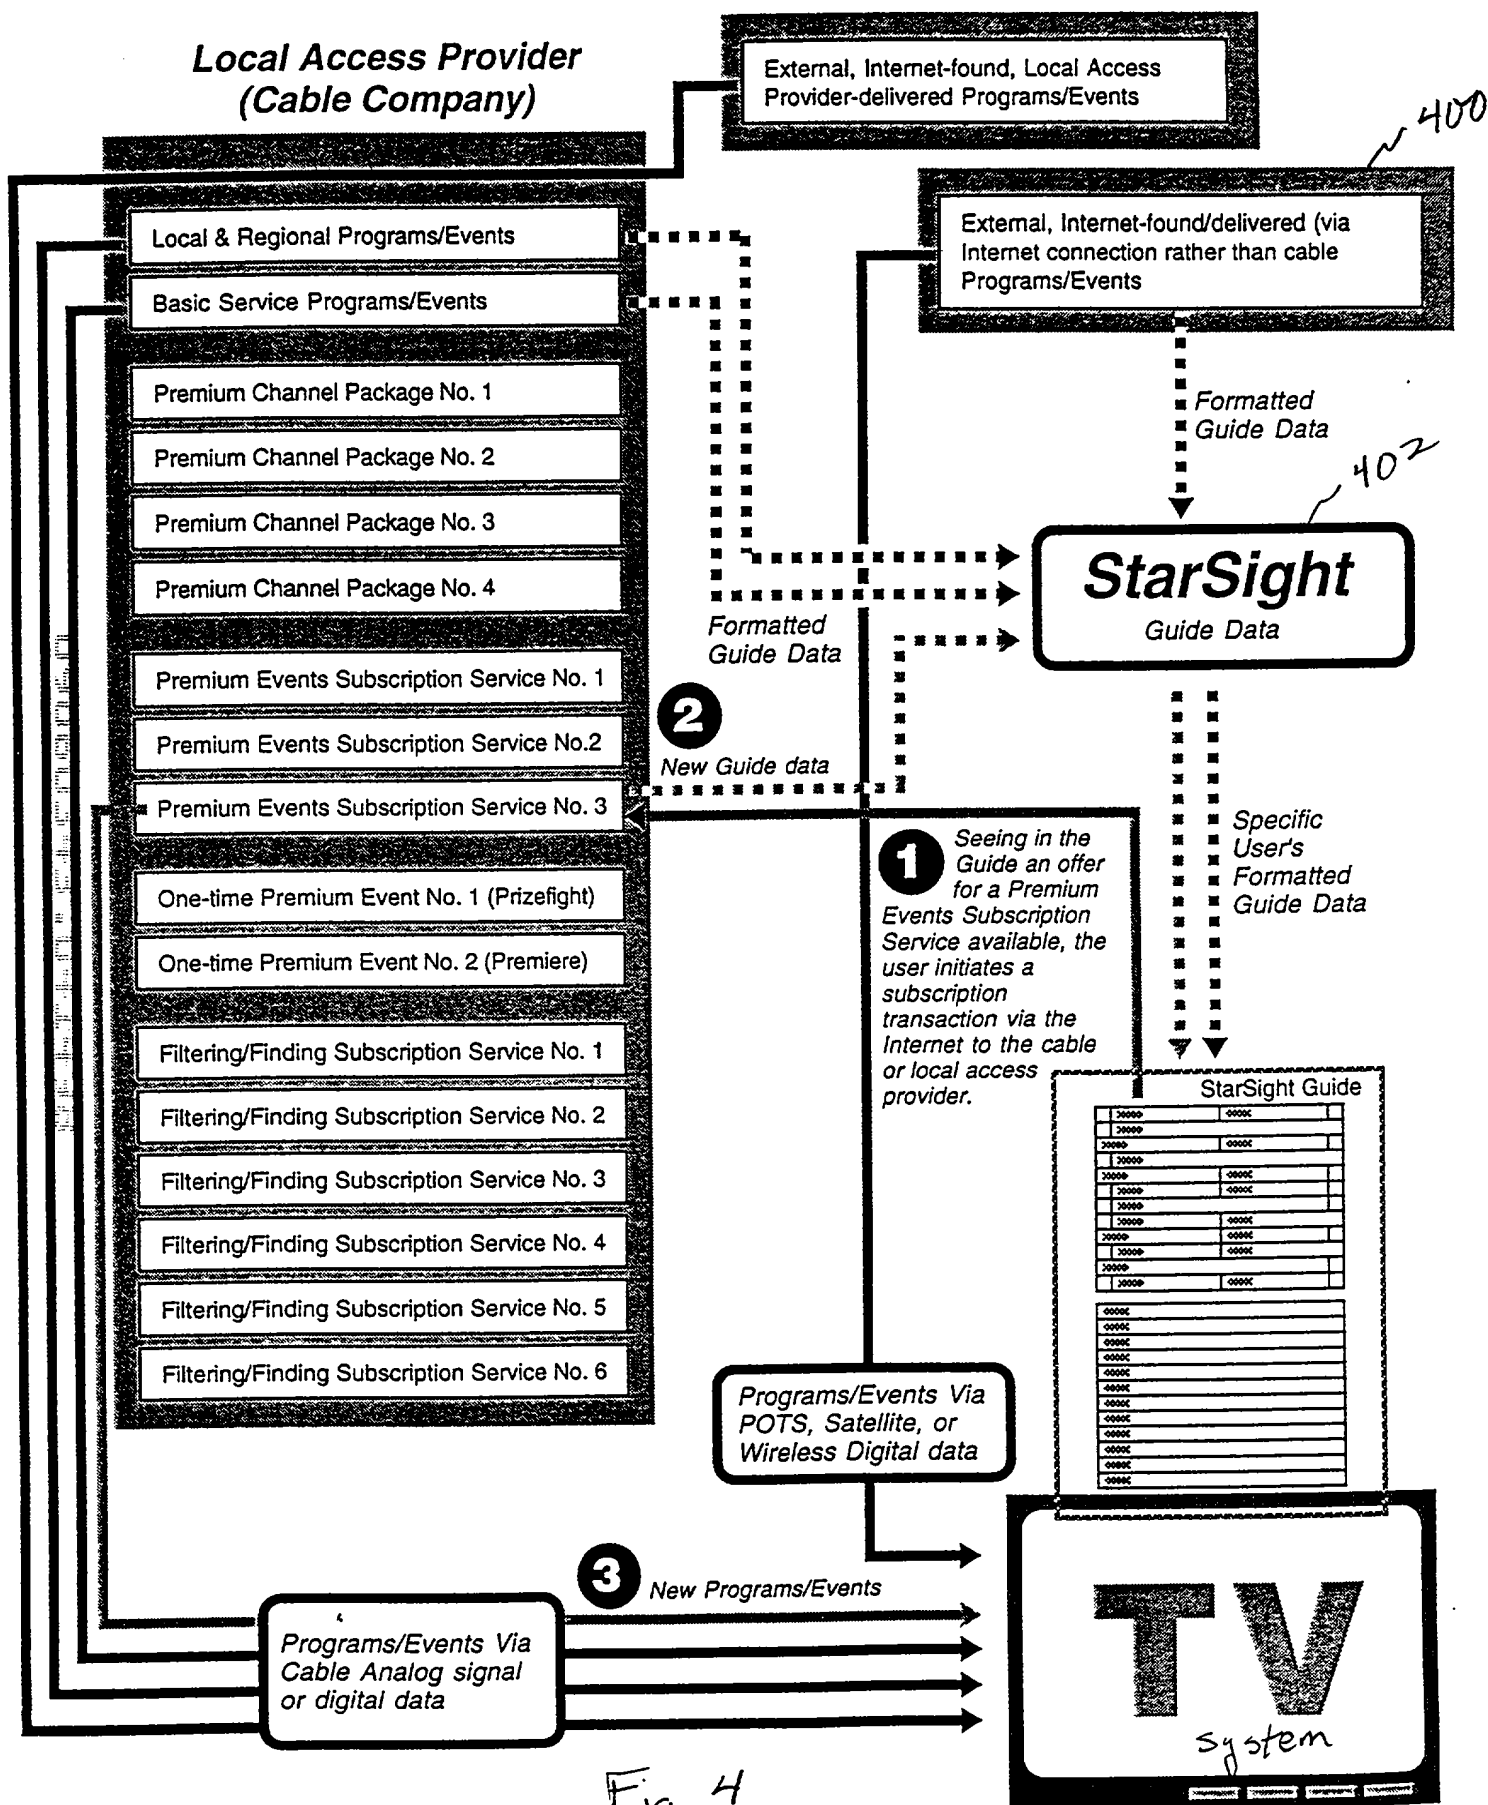 Local Access Provider
(Cable Company)
External, Internet-found, Local Access
Provider-delivered Programs/Events
400
External, Internet-found/delivered (via
Internet connection rather than cable
Programs/Events
Local & Regional Programs/Events
Basic Service Programs/Events
Premium Channel Package No. 1
Premium Channel Package No. 2
Premium Channel Package No. 3
Premium Channel Package No. 4
Premium Events Subscription Service No. 1
Premium Events Subscription Service No.2
Premium Events Subscription Service No. 3
One-time Premium Event No. 1 (Prizefight)
One-time Premium Event No. 2 (Premiere)
Filtering/Finding Subscription Service No. 1
Filtering/Finding Subscription Service No. 2
Filtering/Finding Subscription Service No. 3
Filtering/Finding Subscription Service No. 4
Filtering/Finding Subscription Service No. 5
Filtering/Finding Subscription Service No. 6
Formatted
Guide Data
402
StarSight
Guide Data
Formatted
Guide Data
2
New Guide data
1
Seeing in the
Guide an offer
for a Premium
Events Subscription
Service available, the
user initiates a
subscription
transaction via the
Internet to the cable
or local access
provider.
Specific
User's
Formatted
Guide Data
StarSight Guide
Programs/Events Via
POTS, Satellite, or
Wireless Digital data
3
New Programs/Events
Programs/Events Via
Cable Analog signal
or digital data
TV
system
Fig. 4